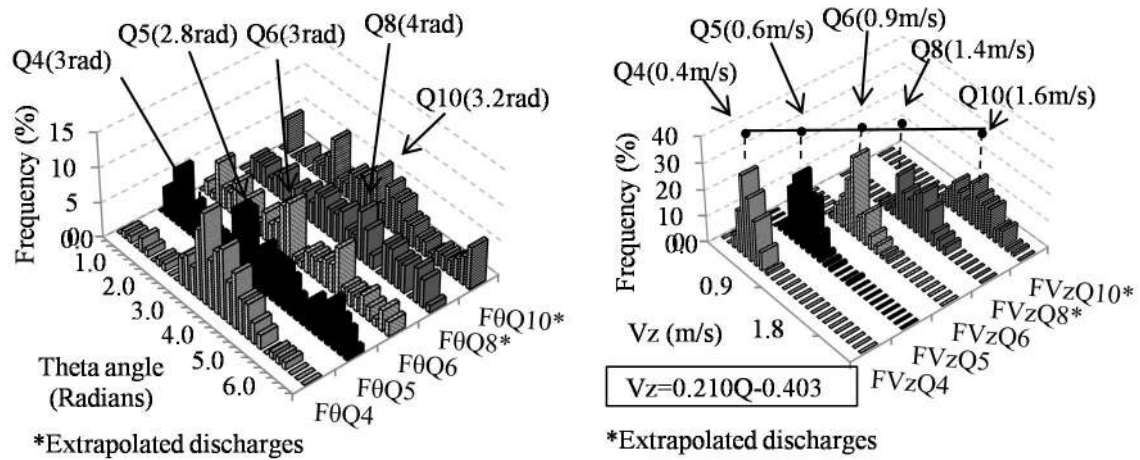 Q4(3rad)
Q5(2.8rad)
Q6(3rad)
Q8(4rad)
Q10(3.2rad)
Frequency (%)
15
10
5
0
0.0
1.0
2.0
3.0
4.0
5.0
6.0
Theta angle
(Radians)
FθQ4
FθQ5
FθQ6
FθQ8*
FθQ10*
*Extrapolated discharges
Q4(0.4m/s)
Q5(0.6m/s)
Q6(0.9m/s)
Q8(1.4m/s)
Q10(1.6m/s)
Frequency (%)
40
30
20
10
0
0.0
0.9
1.8
Vz (m/s)
FVzQ4
FVzQ5
FVzQ6
FVzQ8*
FVzQ10*
Vz=0.210Q-0.403
*Extrapolated discharges